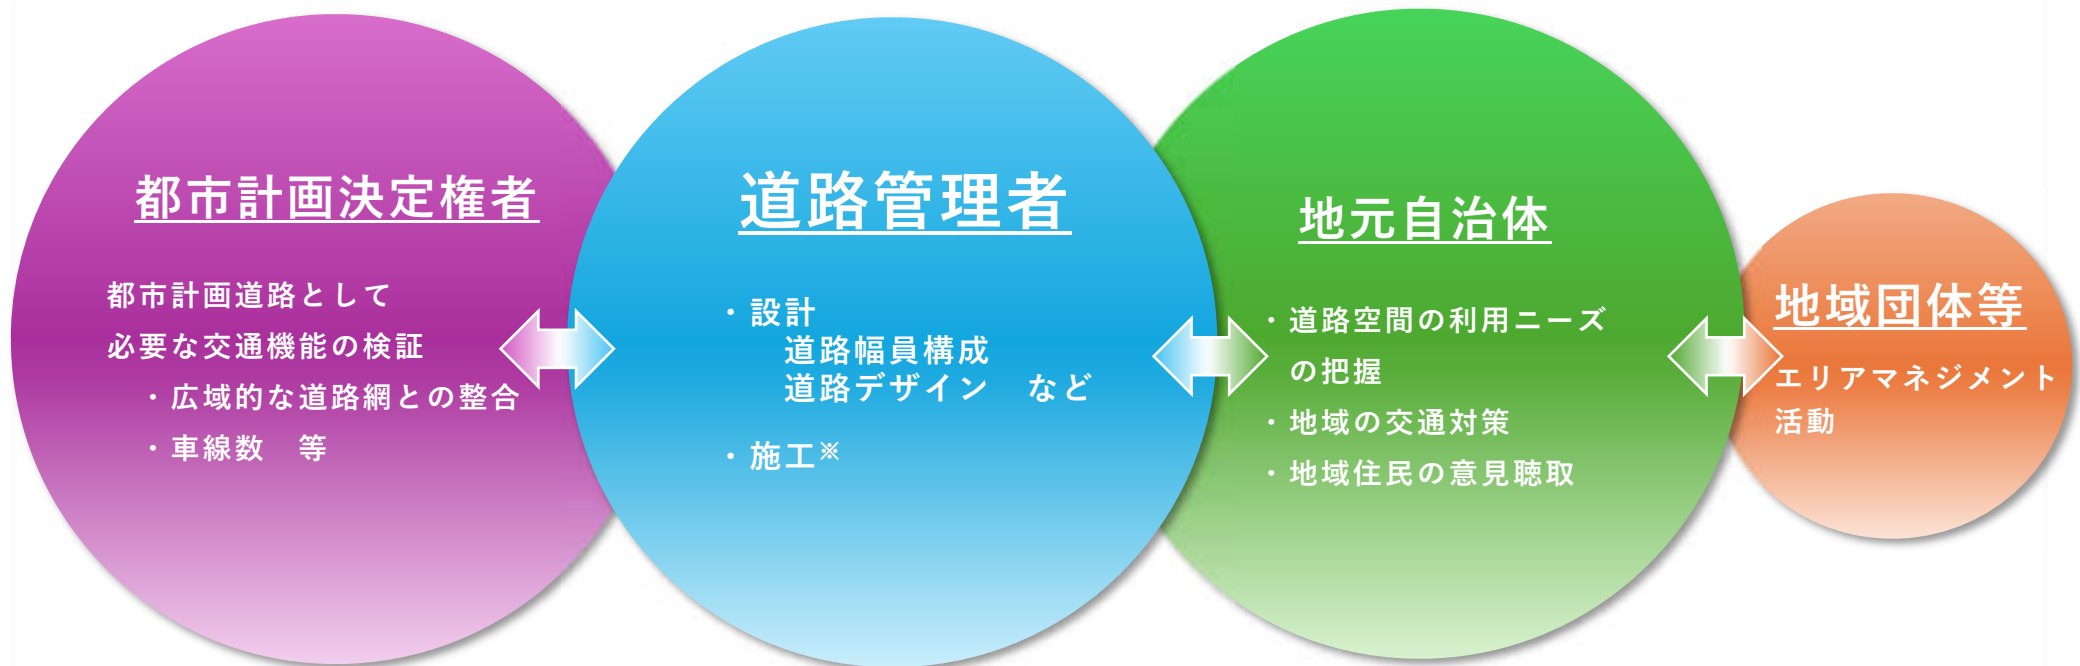 都市計画決定権者
都市計画道路として
必要な交通機能の検証
・広域的な道路網との整合
・車線数　等
道路管理者
・設計
道路幅員構成
道路デザイン　など
・施工※
地元自治体
・道路空間の利用ニーズ
の把握
・地域の交通対策
・地域住民の意見聴取
地域団体等
エリアマネジメント
活動